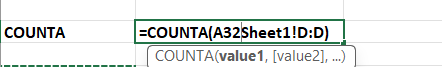 COUNTA =COUNTA(A32Sheet1!D:D)
COUNTA(value1, [value2], ...)